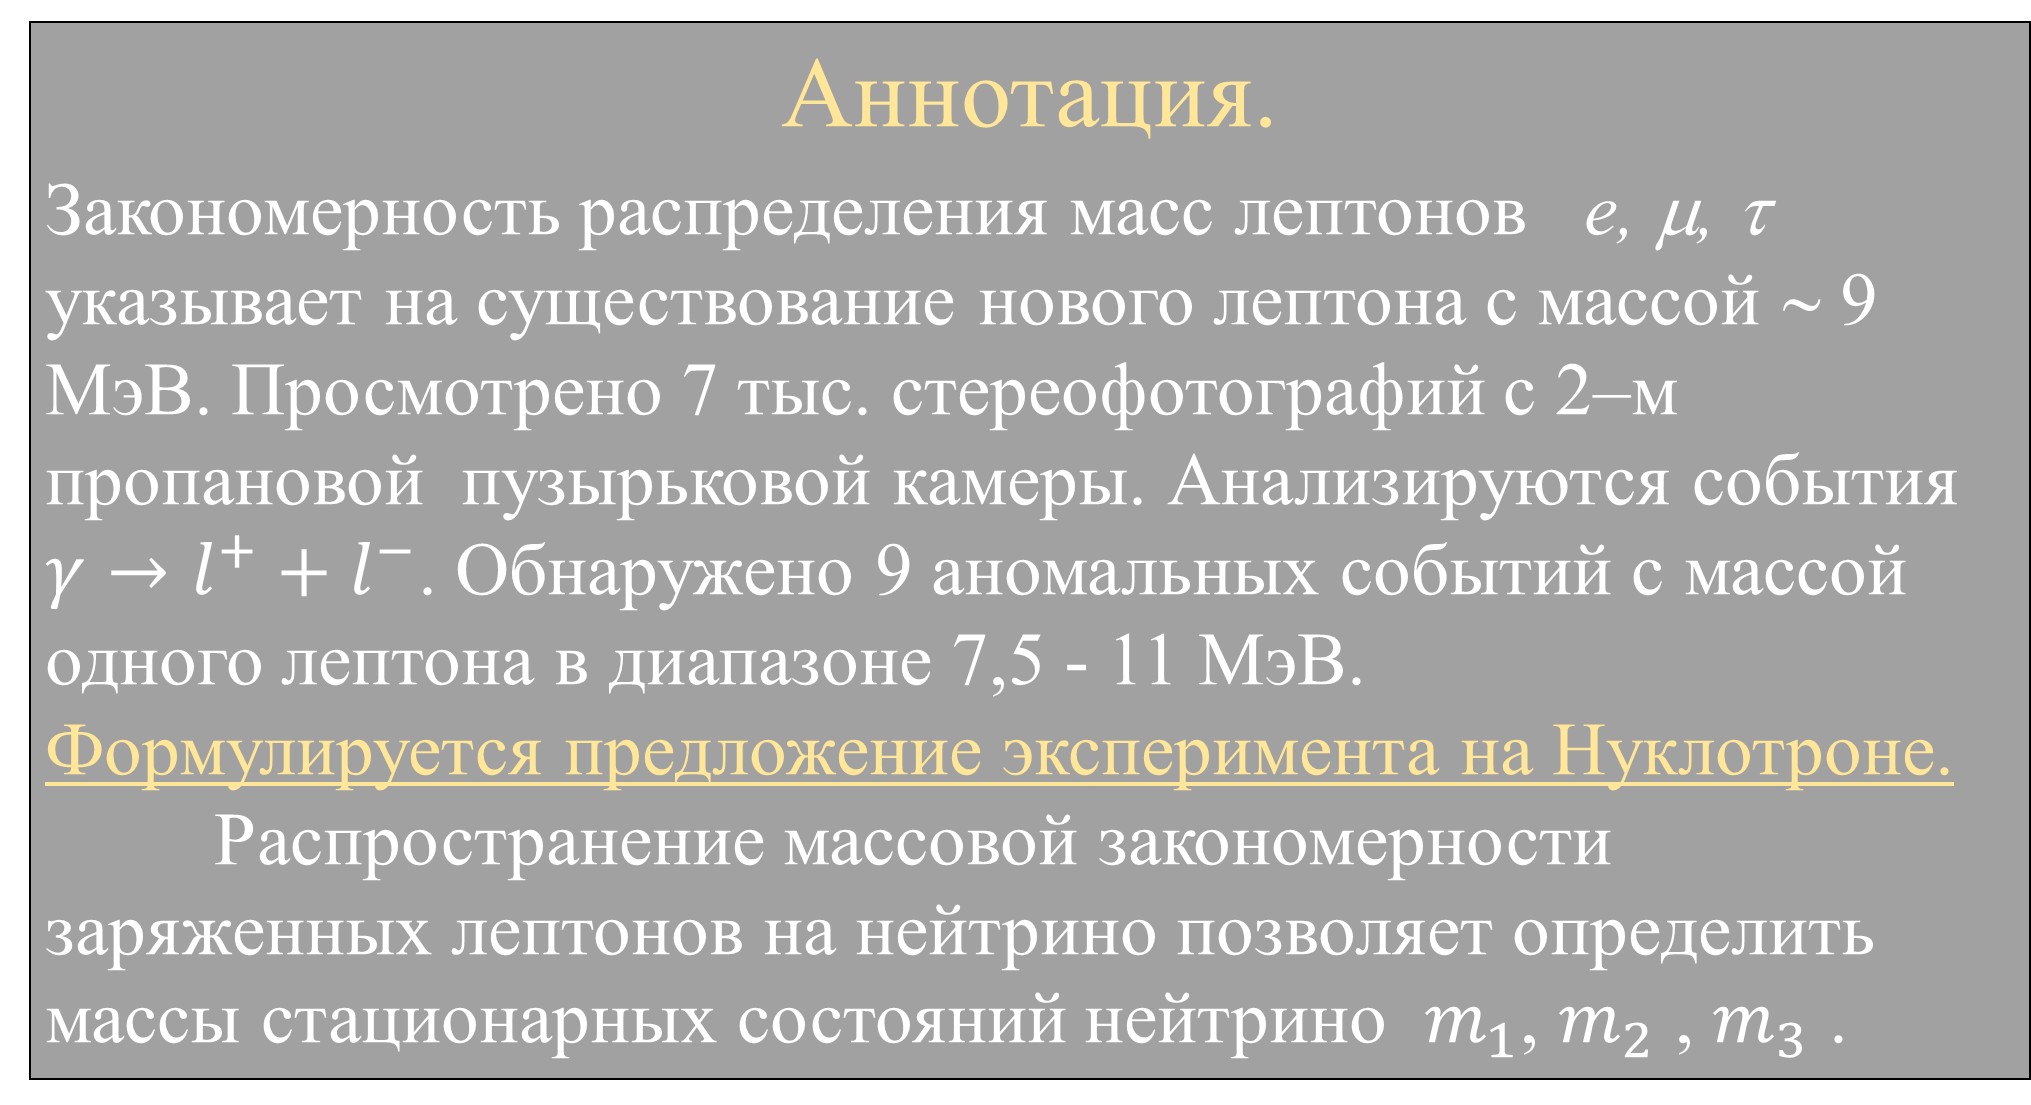 Аннотация.
Закономерность распределения масс лептонов e, μ, τ
указывает на существование нового лептона с массой ~ 9
МэВ. Просмотрено 7 тыс. стереофотографий с 2–м
пропановой пузырьковой камеры. Анализируются события
γ → l⁺ + l⁻. Обнаружено 9 аномальных событий с массой
одного лептона в диапазоне 7,5 - 11 МэВ.
Формулируется предложение эксперимента на Нуклотроне.
Распространение массовой закономерности
заряженных лептонов на нейтрино позволяет определить
массы стационарных состояний нейтрино m₁, m₂ , m₃ .